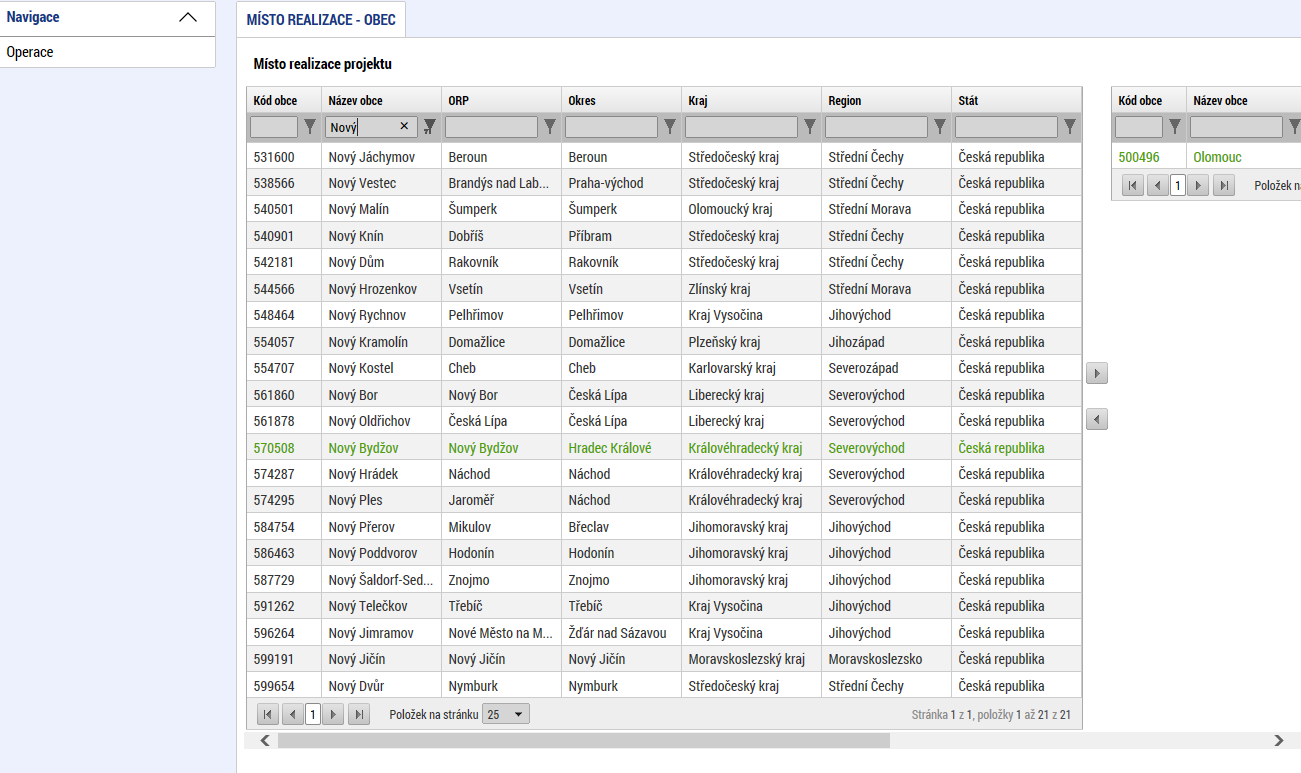 Navigace
Operace
MÍSTO REALIZACE - OBEC
Místo realizace projektu
Kód obce Název obce ORP Okres Kraj Region Stát
Nový
531600 Nový Jáchymov Beroun Beroun Středočeský kraj Střední Čechy Česká republika
538566 Nový Vestec Brandýs nad Lab... Praha-východ Středočeský kraj Střední Čechy Česká republika
540501 Nový Malín Šumperk Šumperk Olomoucký kraj Střední Morava Česká republika
540901 Nový Knín Dobříš Příbram Středočeský kraj Střední Čechy Česká republika
542181 Nový Dům Rakovník Rakovník Středočeský kraj Střední Čechy Česká republika
544566 Nový Hrozenkov Vsetín Vsetín Zlínský kraj Střední Morava Česká republika
548464 Nový Rychnov Pelhřimov Pelhřimov Kraj Vysočina Jihovýchod Česká republika
554057 Nový Kramolín Domažlice Domažlice Plzeňský kraj Jihozápad Česká republika
554707 Nový Kostel Cheb Cheb Karlovarský kraj Severozápad Česká republika
561860 Nový Bor Nový Bor Česká Lípa Liberecký kraj Severovýchod Česká republika
561878 Nový Oldřichov Česká Lípa Česká Lípa Liberecký kraj Severovýchod Česká republika
570508 Nový Bydžov Nový Bydžov Hradec Králové Královéhradecký kraj Severovýchod Česká republika
574287 Nový Hrádek Náchod Náchod Královéhradecký kraj Severovýchod Česká republika
574295 Nový Ples Jaroměř Náchod Královéhradecký kraj Severovýchod Česká republika
584754 Nový Přerov Mikulov Břeclav Jihomoravský kraj Jihovýchod Česká republika
586463 Nový Poddvorov Hodonín Hodonín Jihomoravský kraj Jihovýchod Česká republika
587729 Nový Šaldorf-Sed... Znojmo Znojmo Jihomoravský kraj Jihovýchod Česká republika
591262 Nový Telečkov Třebíč Třebíč Kraj Vysočina Jihovýchod Česká republika
596264 Nový Jimramov Nové Město na M... Žďár nad Sázavou Kraj Vysočina Jihovýchod Česká republika
599191 Nový Jičín Nový Jičín Nový Jičín Moravskoslezský kraj Moravskoslezsko Česká republika
599654 Nový Dvůr Nymburk Nymburk Středočeský kraj Střední Čechy Česká republika
1 Položek na stránku 25 Stránka 1 z 1, položky 1 až 21 z 21
Kód obce Název obce
500496 Olomouc
1 Položek